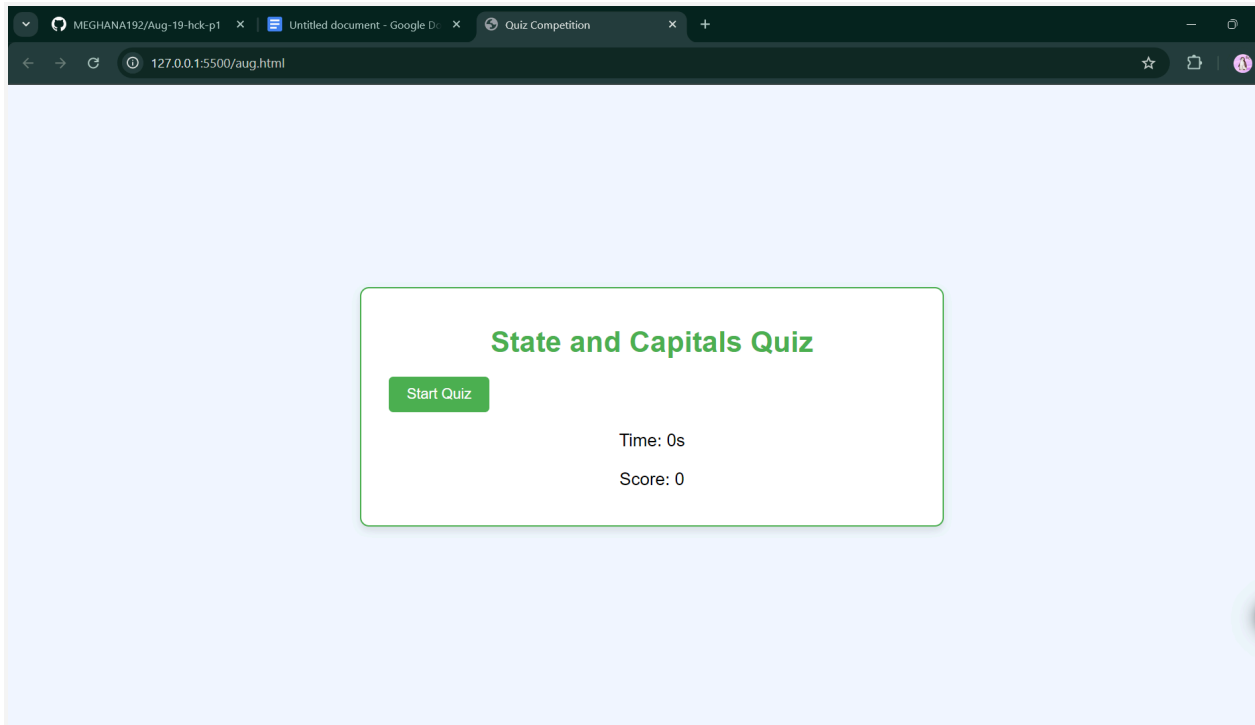 MEGHANA192/Aug-19-hck-p1
Untitled document - Google Do
Quiz Competition
127.0.0.1:5500/aug.html
State and Capitals Quiz
Start Quiz
Time: 0s
Score: 0